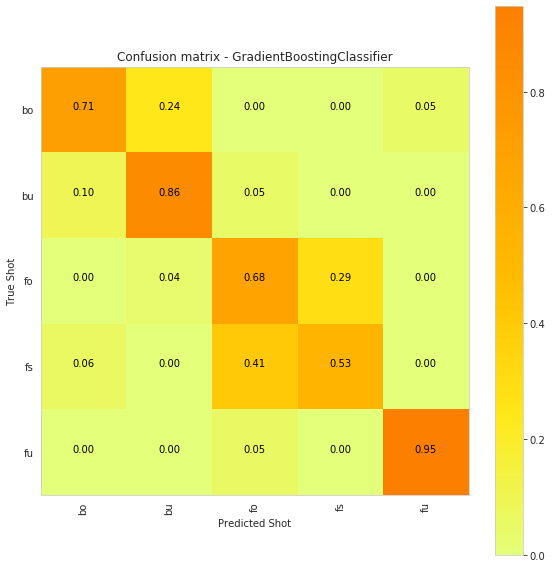 Confusion matrix - GradientBoostingClassifier
bo 0.71 0.24 0.00 0.00 0.05
bu 0.10 0.86 0.05 0.00 0.00
fo 0.00 0.04 0.68 0.29 0.00
fs 0.06 0.00 0.41 0.53 0.00
fu 0.00 0.00 0.05 0.00 0.95
True Shot
bo bu fo fs fu
Predicted Shot
0.8
0.6
0.4
0.2
0.0